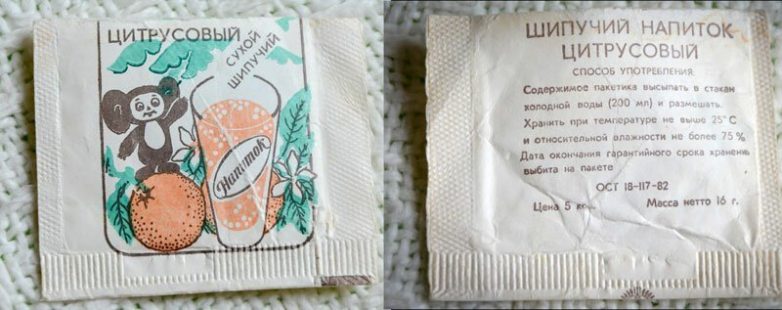 ЦИТРУСОВЫЙ
СУХОЙ
ШИПУЧИЙ
Напиток
ШИПУЧИЙ НАПИТОК
ЦИТРУСОВЫЙ
СПОСОБ УПОТРЕБЛЕНИЯ
Содержимое пакетика высыпать в стакан
холодной воды (200 мл) и размешать.
Хранить при температуре не выше 25°С
и относительной влажности не более 75%
Дата окончания гарантийного срока хранения
выбита на пакете
ОСТ 18-117-82
Цена 5 коп. Масса нетто 16 г.